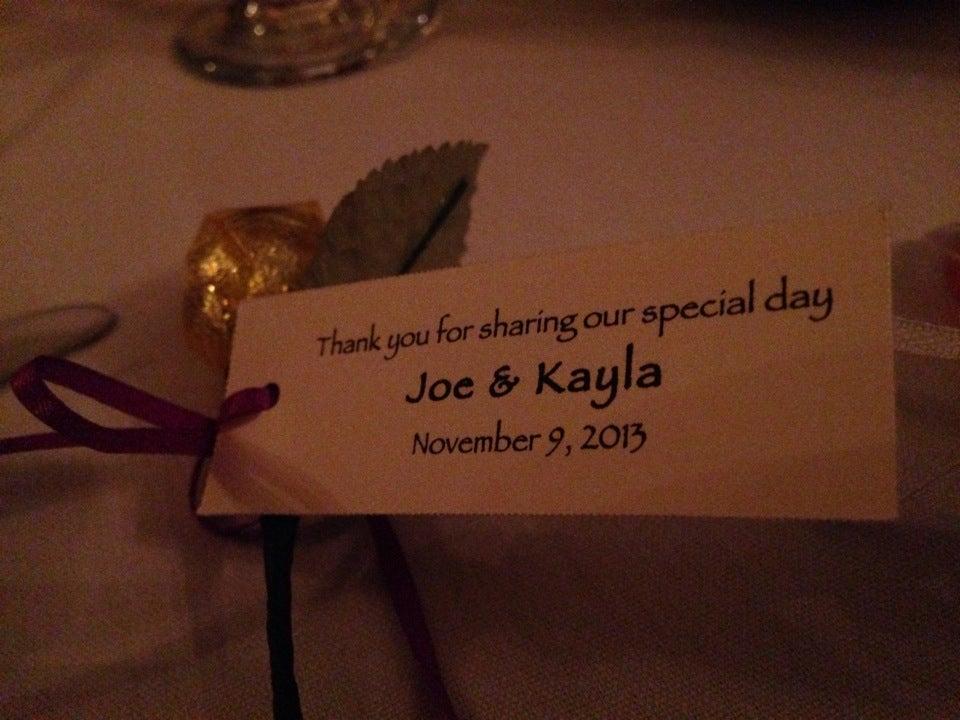 Thank you for sharing our special day
Joe & Kayla
November 9, 2013